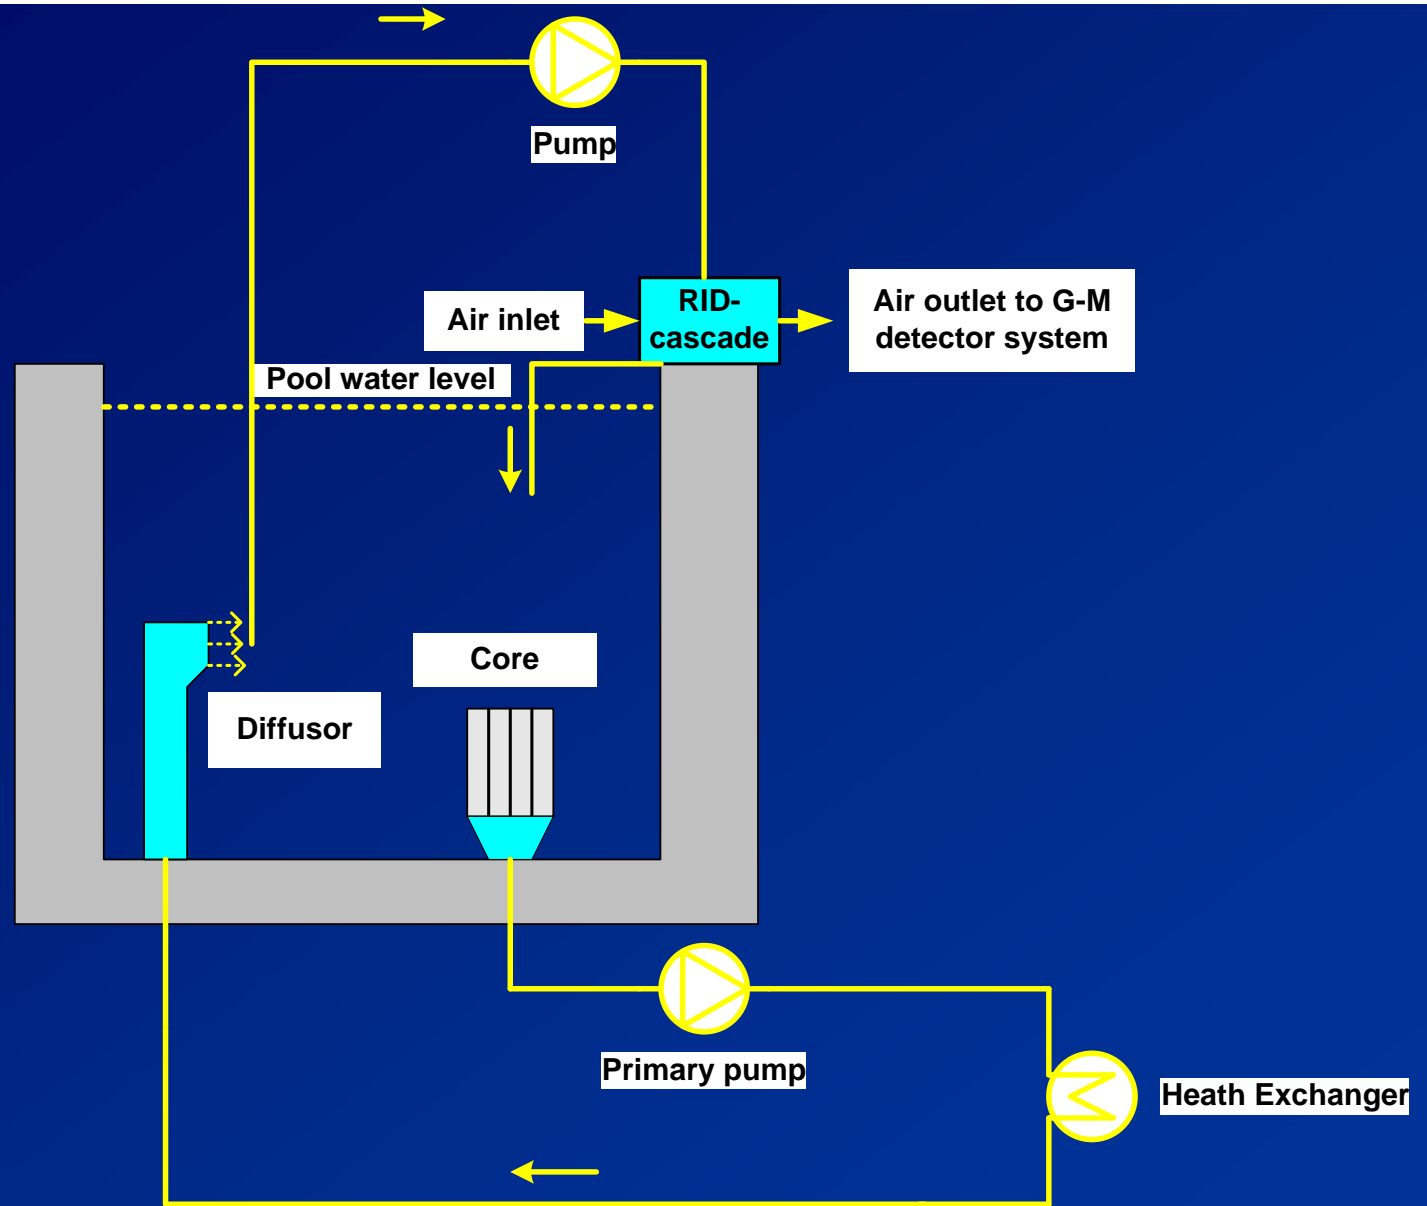 Pump
RID-
cascade
Air inlet
Air outlet to G-M
detector system
Pool water level
Core
Diffusor
Primary pump
Heath Exchanger